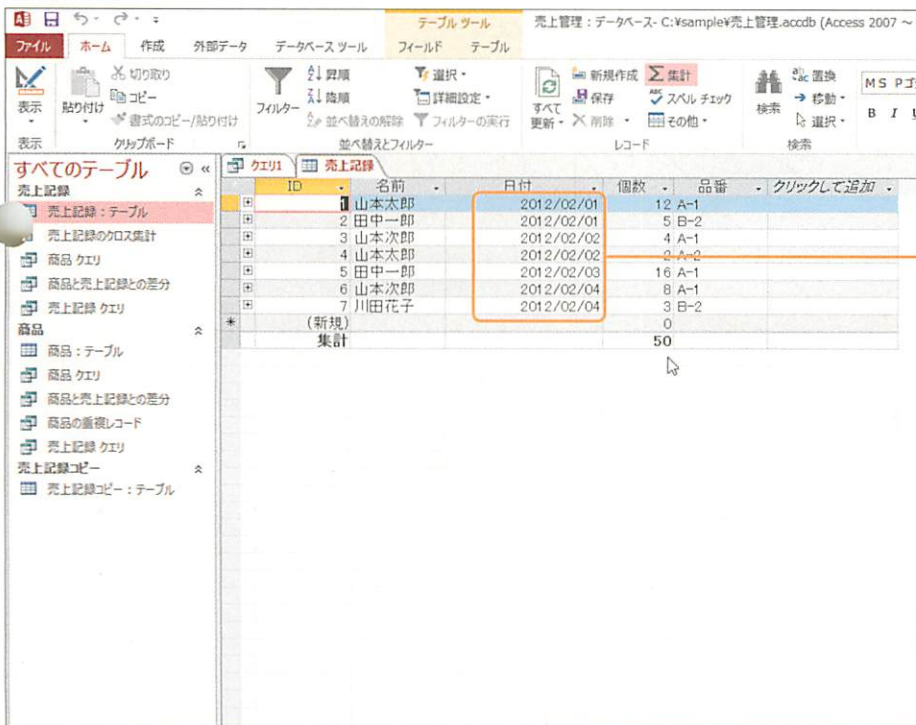 テーブル ツール
売上管理 : データベース- C:¥sample¥売上管理.accdb (Access 2007 ～
ファイル ホーム 作成 外部データ データベース ツール フィールド テーブル
表示
貼り付け
切り取り
コピー
書式のコピー/貼り付け
フィルター
昇順
降順
並べ替えの解除
選択
詳細設定
フィルターの実行
すべて更新
新規作成
保存
削除
集計
スペル チェック
その他
検索
置換
移動
選択
MS Pゴ
B I U
表示 クリップボード 並べ替えとフィルター レコード 検索
すべてのテーブル
売上記録
売上記録 : テーブル
売上記録のクロス集計
商品 クエリ
商品と売上記録との差分
売上記録 クエリ
商品
商品 : テーブル
商品 クエリ
商品と売上記録との差分
商品の重複レコード
売上記録 クエリ
売上記録コピー
売上記録コピー : テーブル
クエリ1 売上記録
ID 名前 日付 個数 品番 クリックして追加
1 山本太郎 2012/02/01 12 A-1
2 田中一郎 2012/02/01 5 B-2
3 山本次郎 2012/02/02 4 A-1
4 山本太郎 2012/02/02 2 A-2
5 田中一郎 2012/02/03 16 A-1
6 山本次郎 2012/02/04 8 A-1
7 川田花子 2012/02/04 3 B-2
* (新規) 0
集計 50